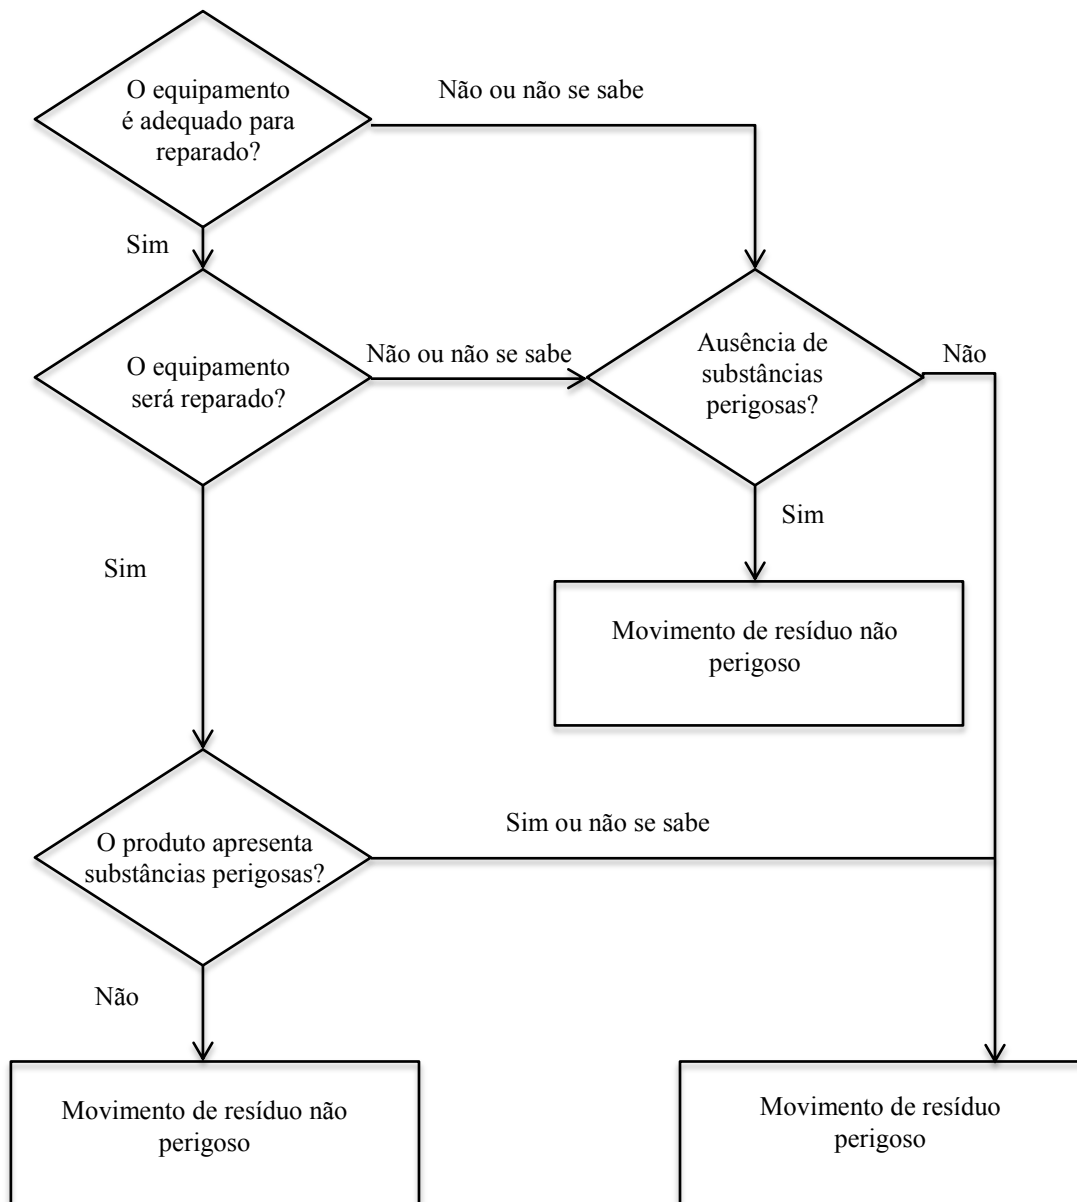 O equipamento
é adequado para
reparado?
Não ou não se sabe
Sim
O equipamento
será reparado?
Não ou não se sabe
Ausência de
substâncias
perigosas?
Não
Sim
Sim
Movimento de resíduo não
perigoso
O produto apresenta
substâncias perigosas?
Sim ou não se sabe
Não
Movimento de resíduo não
perigoso
Movimento de resíduo
perigoso